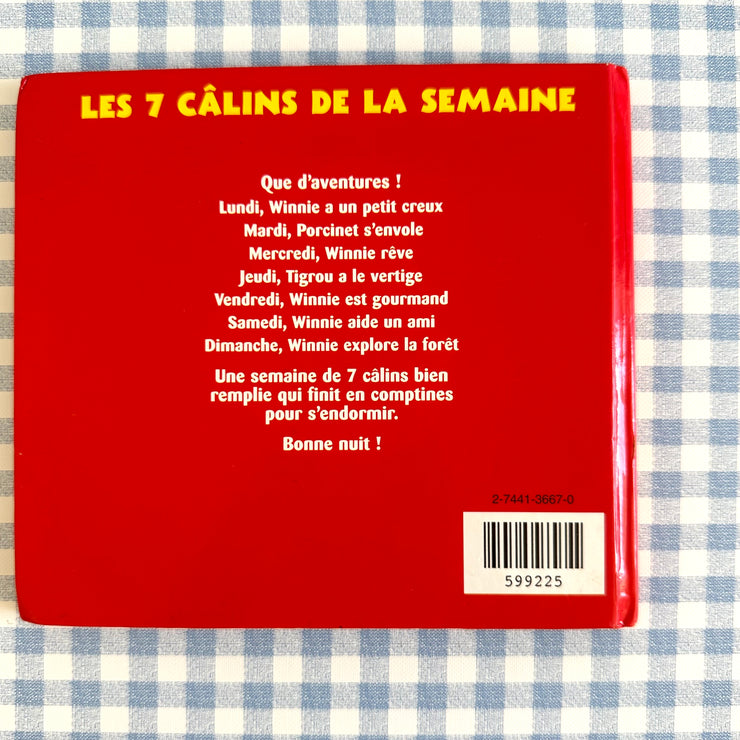 LES 7 CÂLINS DE LA SEMAINE
Que d'aventures !
Lundi, Winnie a un petit creux
Mardi, Porcinet s'envole
Mercredi, Winnie rêve
Jeudi, Tigrou a le vertige
Vendredi, Winnie est gourmand
Samedi, Winnie aide un ami
Dimanche, Winnie explore la forêt
Une semaine de 7 câlins bien
remplie qui finit en comptines
pour s'endormir.
Bonne nuit !
2-7441-3667-0
599225